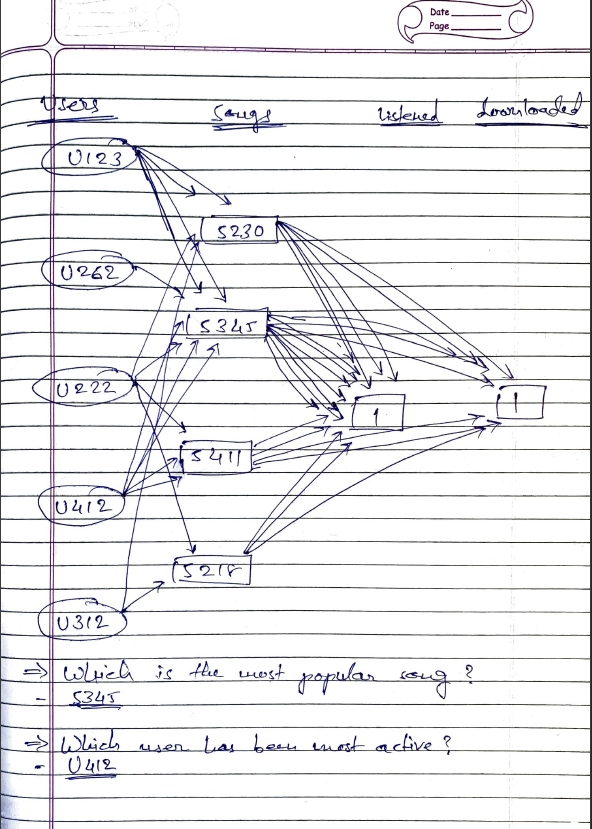 Date
Page
Users Songs Listened Downloaded
U123
S230
U262
S345
U222
1 1
S411
U412
S218
U312
⇒ Which is the most popular song?
- S345
⇒ Which user has been most active?
- U412